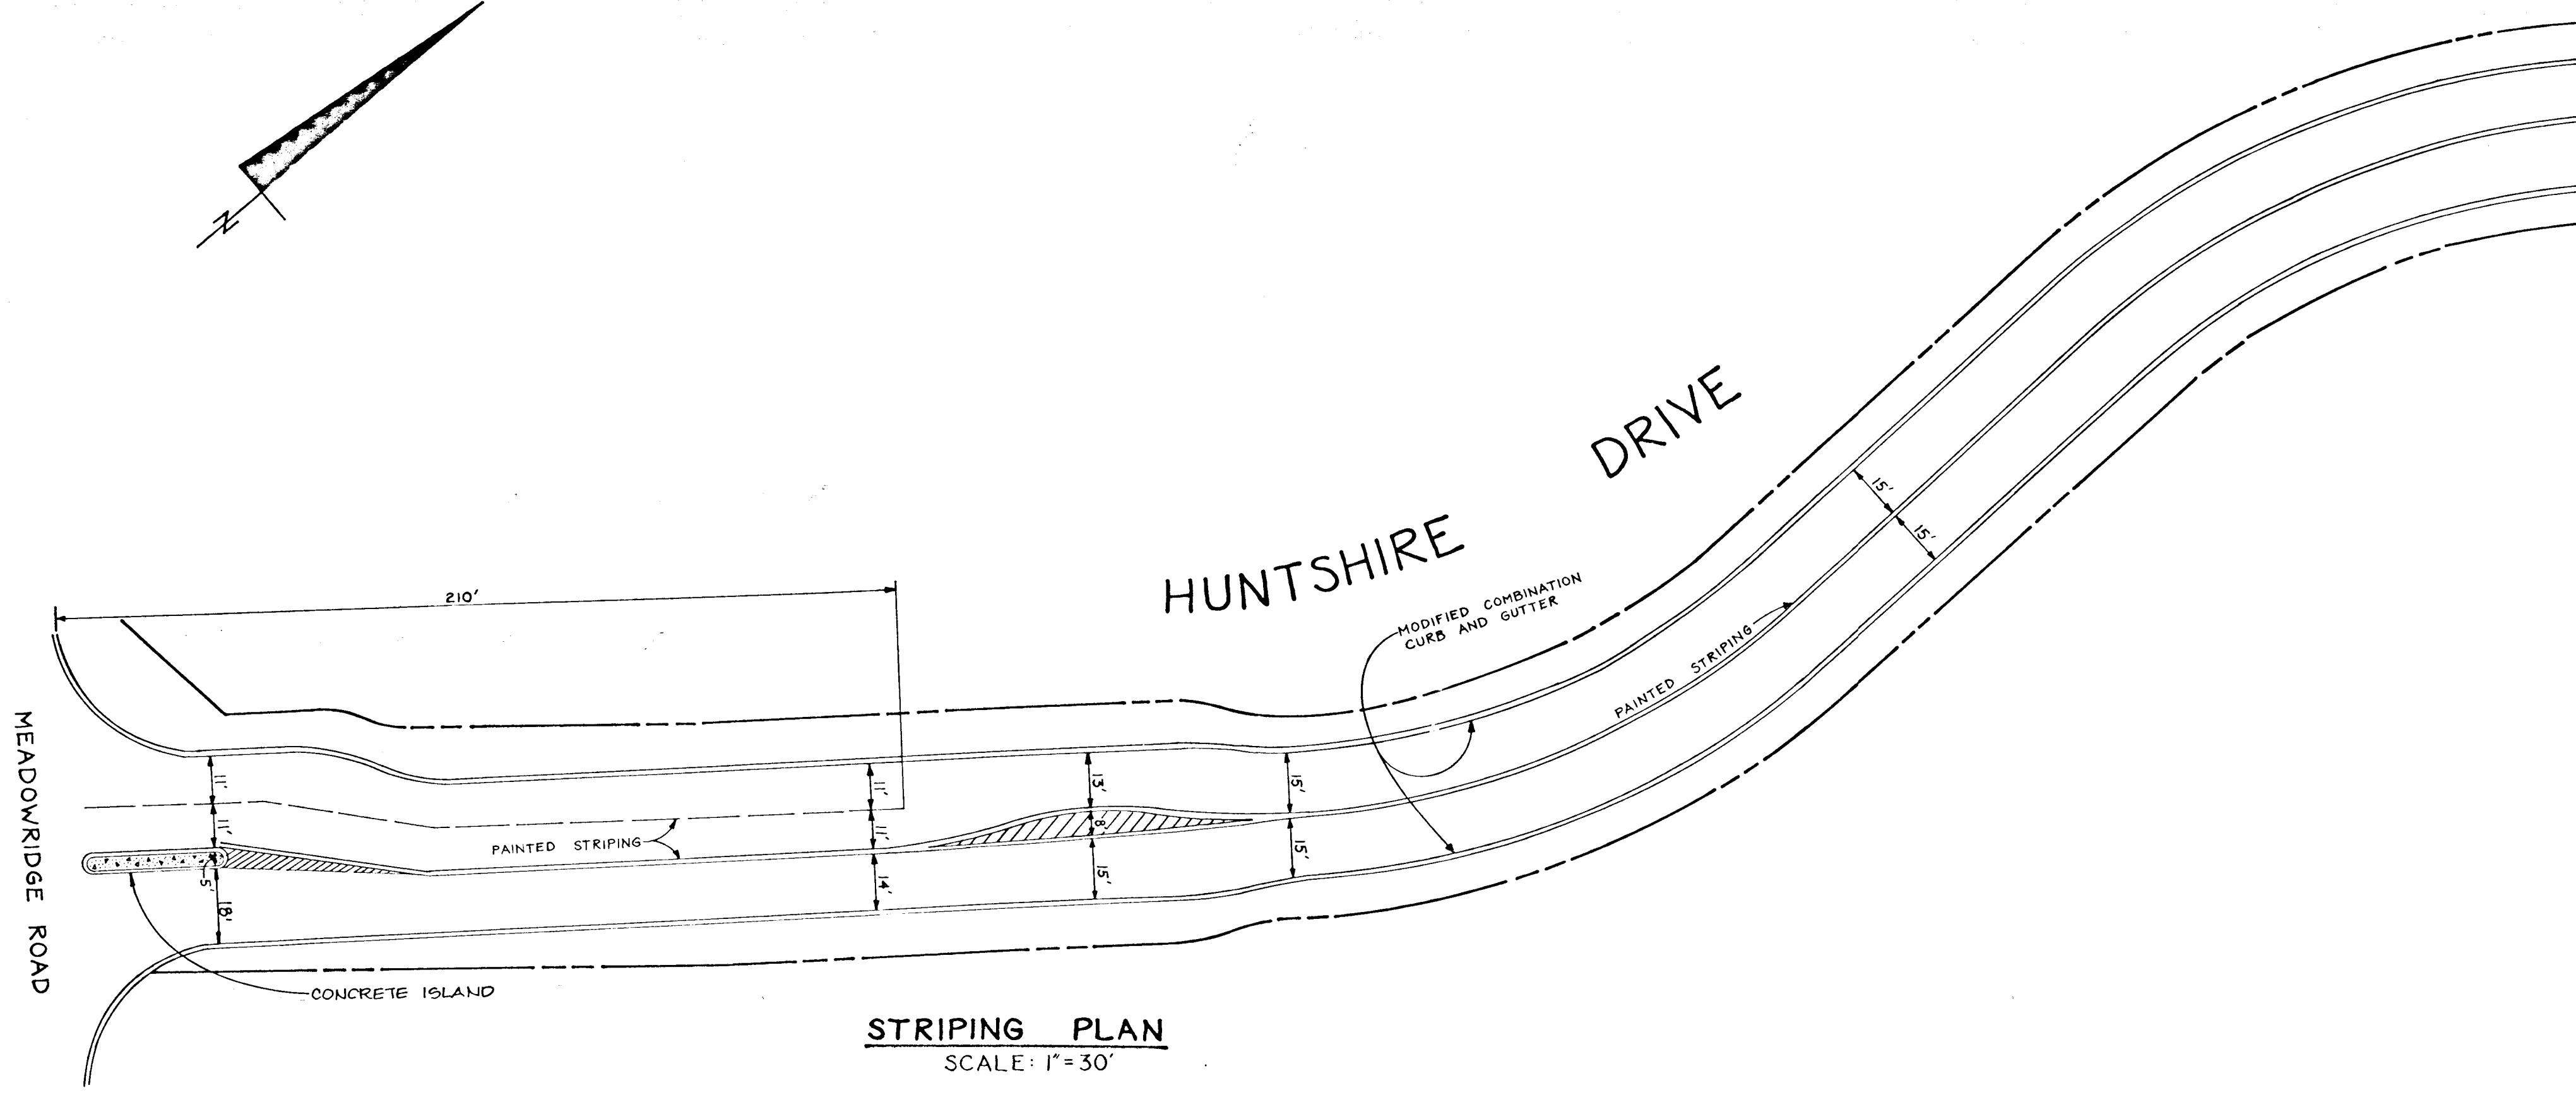 N
DRIVE
HUNTSHIRE
210'
MODIFIED COMBINATION
CURB AND GUTTER
PAINTED STRIPING
15'
15'
MEADOWRIDGE ROAD
11'
11'
5'
18'
PAINTED STRIPING
11'
11'
14'
13'
8'
15'
15'
15'
CONCRETE ISLAND
STRIPING PLAN
SCALE: 1"=30'